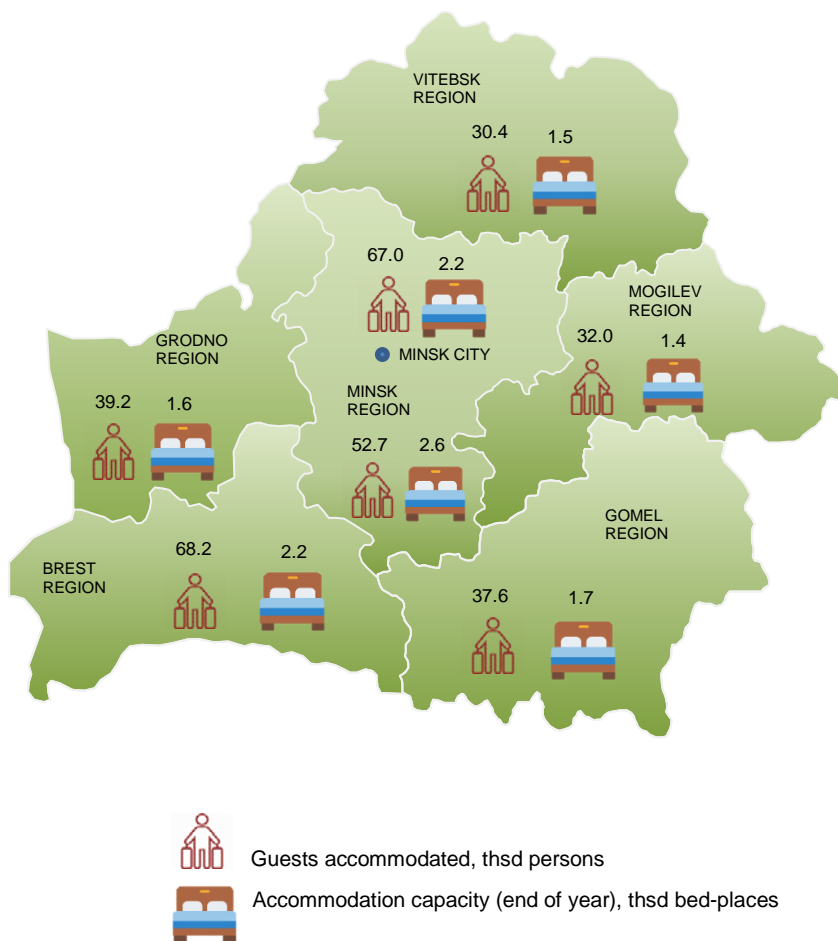 VITEBSK
REGION
30.4 1.5
67.0 2.2
MINSK CITY
MOGILEV
REGION
32.0 1.4
GRODNO
REGION
39.2 1.6
MINSK
REGION
52.7 2.6
GOMEL
REGION
37.6 1.7
BREST
REGION
68.2 2.2
Guests accommodated, thsd persons
Accommodation capacity (end of year), thsd bed-places